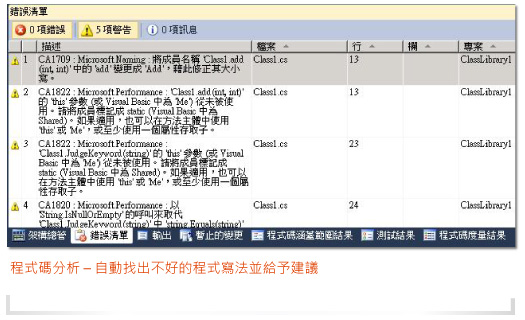 錯誤清單
0 項錯誤 5 項警告 0 項訊息
描述 檔案 行 欄 專案
1 CA1709 : Microsoft.Naming : 將成員名稱 'Class1.add Class1.cs 13 ClassLibrary1
(int, int)' 中的 'add' 變更成 'Add'，藉此修正其大小
寫。
2 CA1822 : Microsoft.Performance : 'Class1.add(int, int)' Class1.cs 13 ClassLibrary1
的 'this' 參數 (或 Visual Basic 中為 'Me') 從未被使
用。請將成員標記成 static (Visual Basic 中為
Shared)。如果適用，也可以在方法主體中使用
'this' 或 'Me'，或至少使用一個屬性存取子。
3 CA1822 : Microsoft.Performance : Class1.cs 23 ClassLibrary1
'Class1.JudgeKeyword(string)' 的 'this' 參數 (或 Visual
Basic 中為 'Me') 從未被使用。請將成員標記成
static (Visual Basic 中為 Shared)。如果適用，也可以
在方法主體中使用 'this' 或 'Me'，或至少使用一個屬
性存取子。
4 CA1820 : Microsoft.Performance : 以 Class1.cs 24 ClassLibrary1
'String.IsNullOrEmpty' 的呼叫來取代
'Class1.JudgeKeyword(string)' 中 'string.Equals(string)'
架構總管 錯誤清單 輸出 暫止的變更 程式碼涵蓋範圍結果 測試結果 程式碼度量結果
程式碼分析 – 自動找出不好的程式寫法並給予建議